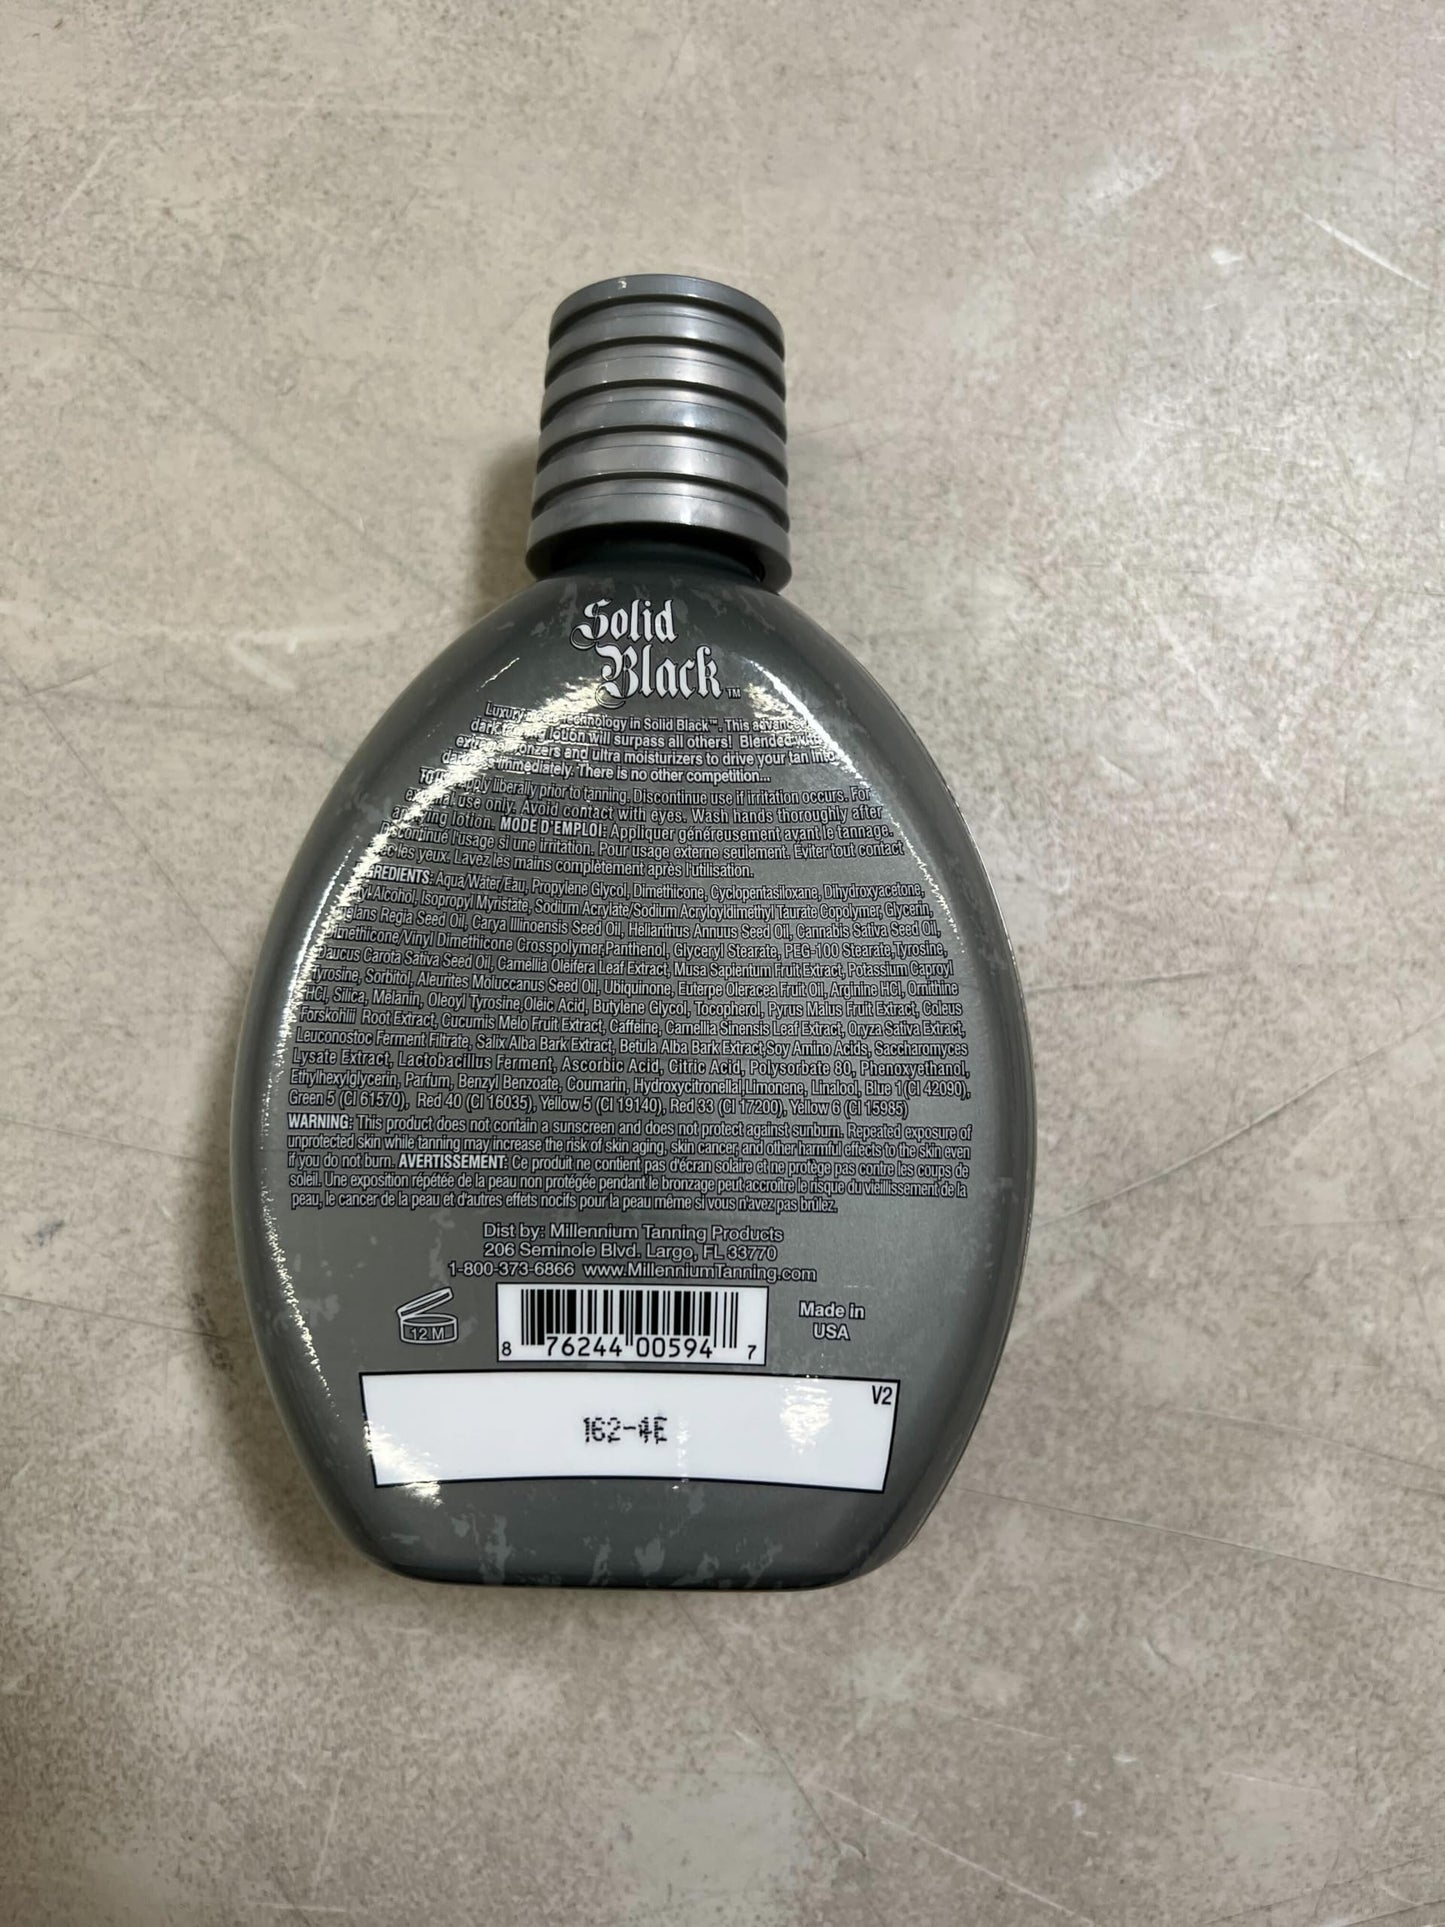 Solid
Black™
Luxury Technology in Solid Black™. This advanced
dark lotion will surpass all others! Blended with
and ultra moisturizers to drive your tan into
immediately. There is no other competition...
apply liberally prior to tanning. Discontinue use if irritation occurs. For
use only. Avoid contact with eyes. Wash hands thoroughly after
lotion. MODE D'EMPLOI: Appliquer généreusement avant le tannage.
Discontinué l'usage si une irritation. Pour usage externe seulement. Éviter tout contact
les yeux. Lavez les mains complètement après l'utilisation.
INGREDIENTS: Aqua/Water/Eau, Propylene Glycol, Dimethicone, Cyclopentasiloxane, Dihydroxyacetone,
Alcohol, Isopropyl Myristate, Sodium Acrylate/Sodium Acryloyldimethyl Taurate Copolymer, Glycerin,
Regia Seed Oil, Carya Illinoensis Seed Oil, Helianthus Annuus Seed Oil, Cannabis Sativa Seed Oil,
Dimethicone/Vinyl Dimethicone Crosspolymer,Panthenol, Glyceryl Stearate, PEG-100 Stearate,Tyrosine,
Daucus Carota Sativa Seed Oil, Camellia Oleifera Leaf Extract, Musa Sapientum Fruit Extract, Potassium Caproyl
Tyrosine, Sorbitol, Aleurites Moluccanus Seed Oil, Ubiquinone, Euterpe Oleracea Fruit Oil, Arginine HCl, Ornithine
HCl, Silica, Melanin, Oleoyl Tyrosine,Oleic Acid, Butylene Glycol, Tocopherol, Pyrus Malus Fruit Extract, Coleus
Forskohlii Root Extract, Cucumis Melo Fruit Extract, Caffeine, Camellia Sinensis Leaf Extract, Oryza Sativa Extract,
Leuconostoc Ferment Filtrate, Salix Alba Bark Extract, Betula Alba Bark Extract,Soy Amino Acids, Saccharomyces
Lysate Extract, Lactobacillus Ferment, Ascorbic Acid, Citric Acid, Polysorbate 80, Phenoxyethanol,
Ethylhexylglycerin, Parfum, Benzyl Benzoate, Coumarin, Hydroxycitronellal,Limonene, Linalool, Blue 1(CI 42090),
Green 5 (CI 61570), Red 40 (CI 16035), Yellow 5 (CI 19140), Red 33 (CI 17200), Yellow 6 (CI 15985)
WARNING: This product does not contain a sunscreen and does not protect against sunburn. Repeated exposure of
unprotected skin while tanning may increase the risk of skin aging, skin cancer, and other harmful effects to the skin even
if you do not burn. AVERTISSEMENT: Ce produit ne contient pas d'écran solaire et ne protège pas contre les coups de
soleil. Une exposition répétée de la peau non protégée pendant le bronzage peut accroître le risque du vieillissement de la
peau, le cancer de la peau et d'autres effets nocifs pour la peau même si vous n'avez pas brûlez.
Dist by: Millennium Tanning Products
206 Seminole Blvd. Largo, FL 33770
1-800-373-6866 www.MillenniumTanning.com
12 M
8 76244 00594 7
Made in
USA
V2
162-4E